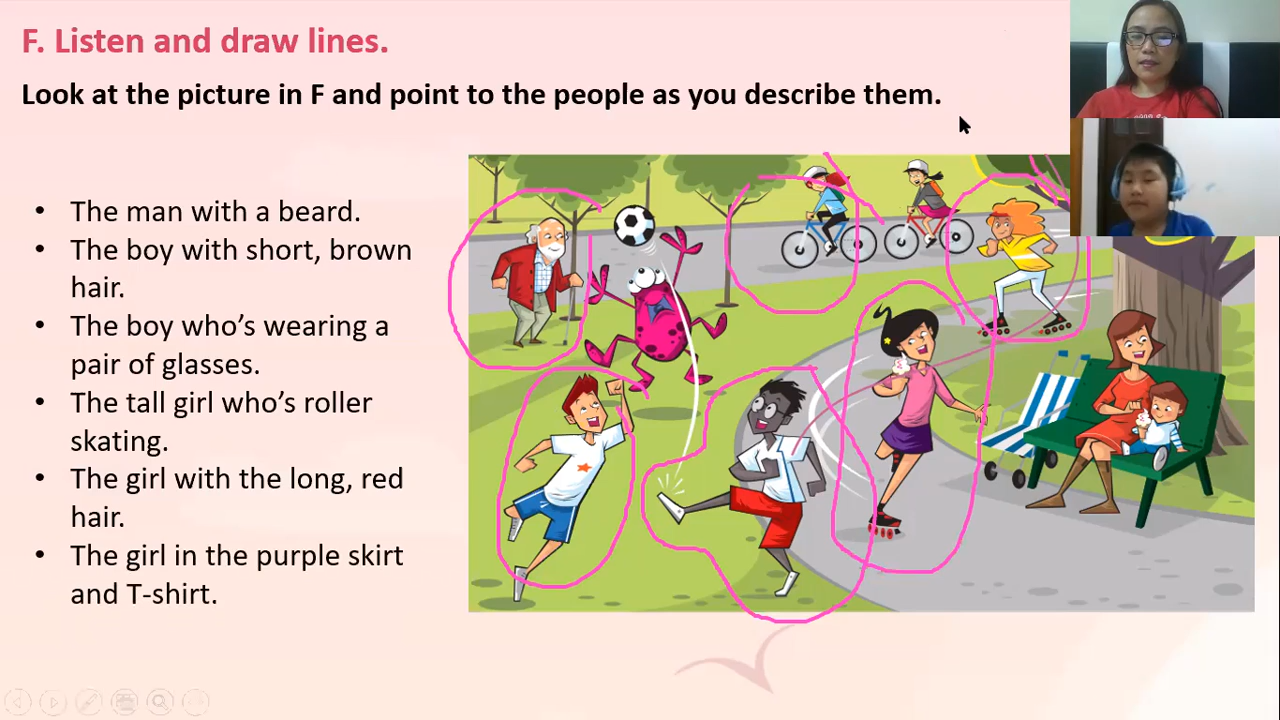 F. Listen and draw lines.
Look at the picture in F and point to the people as you describe them.
• The man with a beard.
• The boy with short, brown
hair.
• The boy who's wearing a
pair of glasses.
• The tall girl who's roller
skating.
• The girl with the long, red
hair.
• The girl in the purple skirt
and T-shirt.